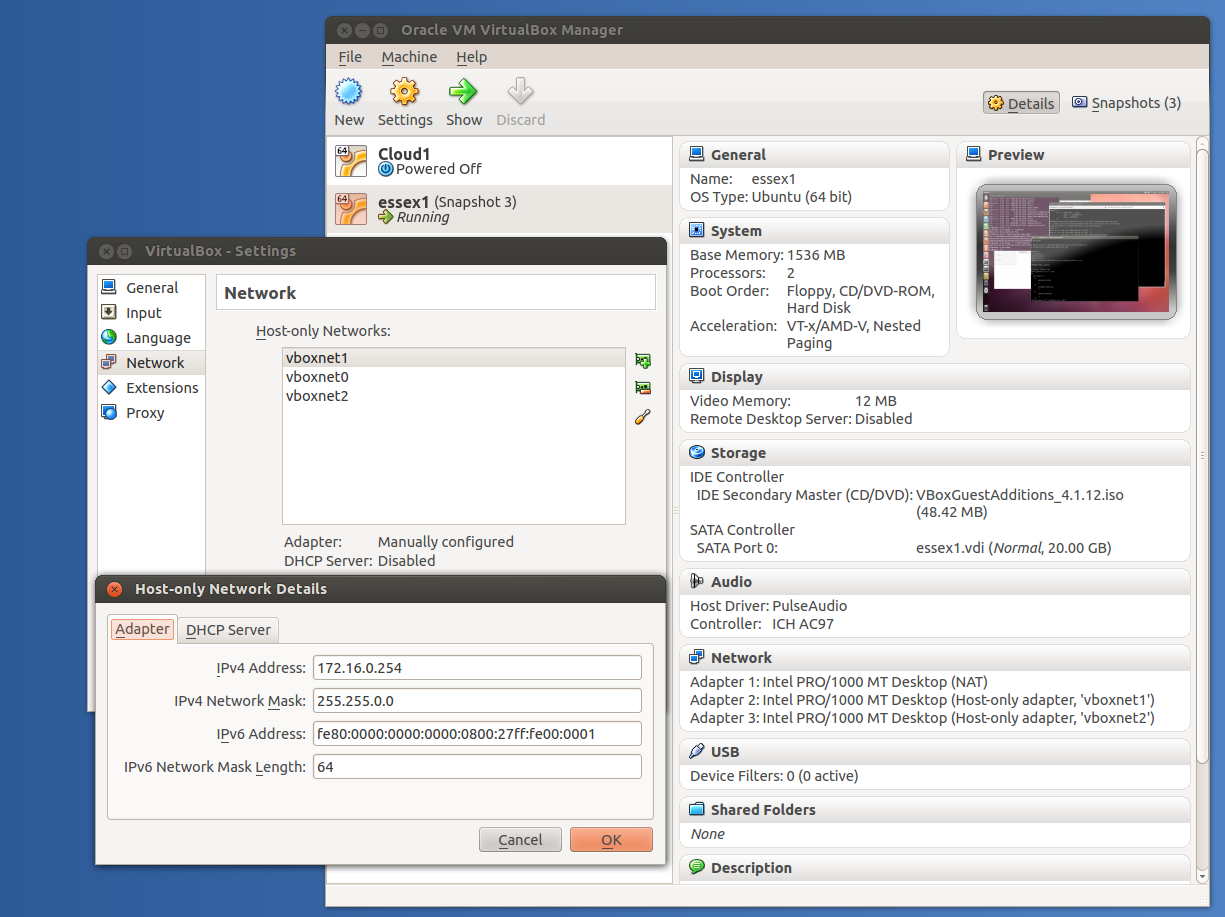 Oracle VM VirtualBox Manager
File Machine Help
New Settings Show Discard
Details Snapshots (3)
64 Cloud1
Powered Off
64 essex1 (Snapshot 3)
Running
General
Name: essex1
OS Type: Ubuntu (64 bit)
Preview
System
Base Memory: 1536 MB
Processors: 2
Boot Order: Floppy, CD/DVD-ROM,
Hard Disk
Acceleration: VT-x/AMD-V, Nested
Paging
Display
Video Memory: 12 MB
Remote Desktop Server: Disabled
Storage
IDE Controller
IDE Secondary Master (CD/DVD): VBoxGuestAdditions_4.1.12.iso
(48.42 MB)
SATA Controller
SATA Port 0: essex1.vdi (Normal, 20.00 GB)
Audio
Host Driver: PulseAudio
Controller: ICH AC97
Network
Adapter 1: Intel PRO/1000 MT Desktop (NAT)
Adapter 2: Intel PRO/1000 MT Desktop (Host-only adapter, 'vboxnet1')
Adapter 3: Intel PRO/1000 MT Desktop (Host-only adapter, 'vboxnet2')
USB
Device Filters: 0 (0 active)
Shared Folders
None
Description
VirtualBox - Settings
General
Input
Language
Network
Extensions
Proxy
Network
Host-only Networks:
vboxnet1
vboxnet0
vboxnet2
Adapter: Manually configured
DHCP Server: Disabled
Host-only Network Details
Adapter DHCP Server
IPv4 Address: 172.16.0.254
IPv4 Network Mask: 255.255.0.0
IPv6 Address: fe80:0000:0000:0000:0800:27ff:fe00:0001
IPv6 Network Mask Length: 64
Cancel OK